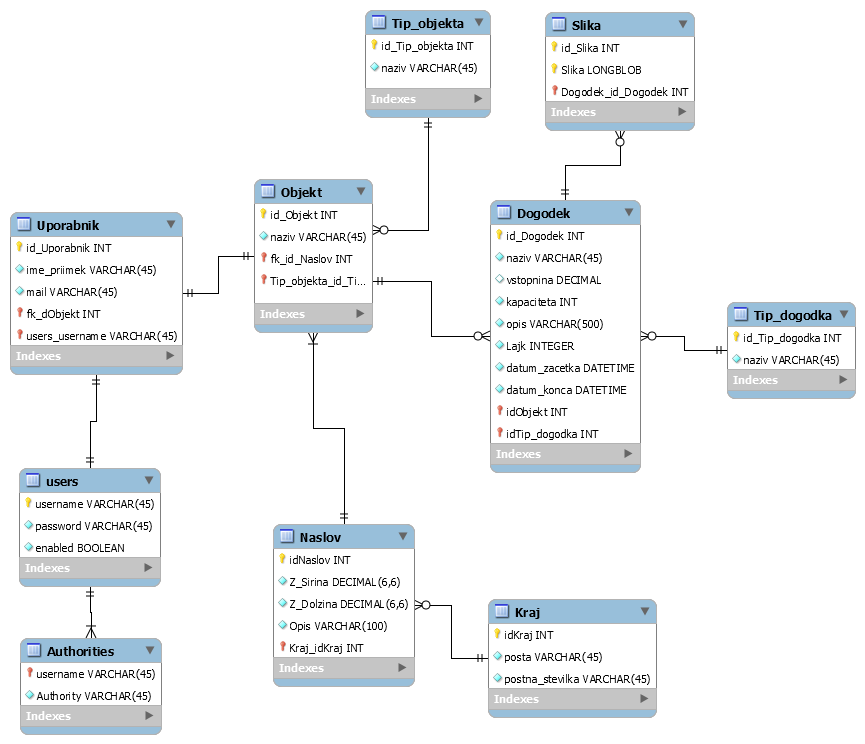 Tip_objekta
id_Tip_objekta INT
naziv VARCHAR(45)
Indexes
Slika
id_Slika INT
Slika LONGBLOB
Dogodek_id_Dogodek INT
Indexes
Objekt
id_Objekt INT
naziv VARCHAR(45)
fk_id_Naslov INT
Tip_objekta_id_Ti...
Indexes
Uporabnik
id_Uporabnik INT
ime_priimek VARCHAR(45)
mail VARCHAR(45)
fk_dObjekt INT
users_username VARCHAR(45)
Indexes
Dogodek
id_Dogodek INT
naziv VARCHAR(45)
vstopnina DECIMAL
kapaciteta INT
opis VARCHAR(500)
Lajk INTEGER
datum_zacetka DATETIME
datum_konca DATETIME
idObjekt INT
idTip_dogodka INT
Indexes
Tip_dogodka
id_Tip_dogodka INT
naziv VARCHAR(45)
Indexes
users
username VARCHAR(45)
password VARCHAR(45)
enabled BOOLEAN
Indexes
Naslov
idNaslov INT
Z_Sirina DECIMAL(6,6)
Z_Dolzina DECIMAL(6,6)
Opis VARCHAR(100)
Kraj_idKraj INT
Indexes
Kraj
idKraj INT
posta VARCHAR(45)
postna_stevilka VARCHAR(45)
Indexes
Authorities
username VARCHAR(45)
Authority VARCHAR(45)
Indexes